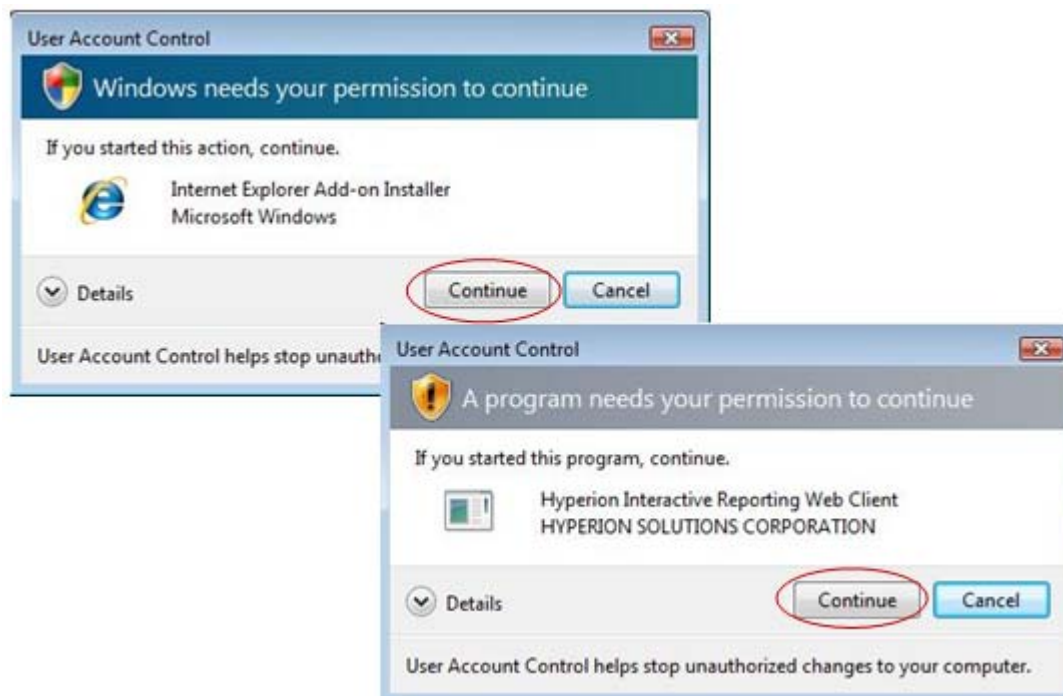 User Account Control
Windows needs your permission to continue
If you started this action, continue.
Internet Explorer Add-on Installer
Microsoft Windows
Details
Continue
Cancel
User Account Control helps stop
User Account Control
A program needs your permission to continue
If you started this program, continue.
Hyperion Interactive Reporting Web Client
HYPERION SOLUTIONS CORPORATION
Details
Continue
Cancel
User Account Control helps stop unauthorized changes to your computer.